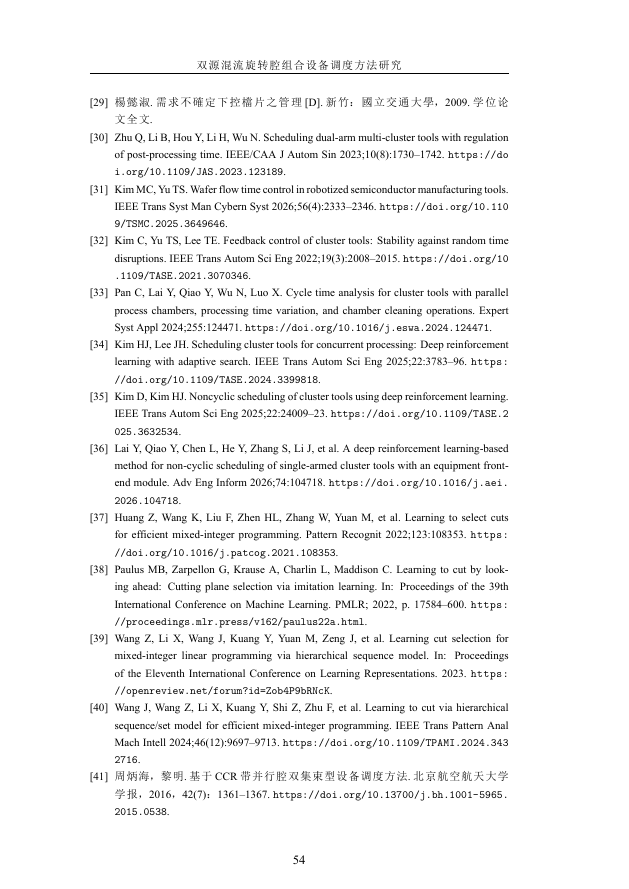 双源混流旋转腔组合设备调度方法研究
[29] 楊懿淑. 需求不確定下控檔片之管理 [D]. 新竹：國立交通大學，2009. 学位论
文全文.
[30] Zhu Q, Li B, Hou Y, Li H, Wu N. Scheduling dual-arm multi-cluster tools with regulation
of post-processing time. IEEE/CAA J Autom Sin 2023;10(8):1730–1742. https://do
i.org/10.1109/JAS.2023.123189.
[31] Kim MC, Yu TS. Wafer flow time control in robotized semiconductor manufacturing tools.
IEEE Trans Syst Man Cybern Syst 2026;56(4):2333–2346. https://doi.org/10.110
9/TSMC.2025.3649646.
[32] Kim C, Yu TS, Lee TE. Feedback control of cluster tools: Stability against random time
disruptions. IEEE Trans Autom Sci Eng 2022;19(3):2008–2015. https://doi.org/10
.1109/TASE.2021.3070346.
[33] Pan C, Lai Y, Qiao Y, Wu N, Luo X. Cycle time analysis for cluster tools with parallel
process chambers, processing time variation, and chamber cleaning operations. Expert
Syst Appl 2024;255:124471. https://doi.org/10.1016/j.eswa.2024.124471.
[34] Kim HJ, Lee JH. Scheduling cluster tools for concurrent processing: Deep reinforcement
learning with adaptive search. IEEE Trans Autom Sci Eng 2025;22:3783–96. https:
//doi.org/10.1109/TASE.2024.3399818.
[35] Kim D, Kim HJ. Noncyclic scheduling of cluster tools using deep reinforcement learning.
IEEE Trans Autom Sci Eng 2025;22:24009–23. https://doi.org/10.1109/TASE.2
025.3632534.
[36] Lai Y, Qiao Y, Chen L, He Y, Zhang S, Li J, et al. A deep reinforcement learning-based
method for non-cyclic scheduling of single-armed cluster tools with an equipment front-
end module. Adv Eng Inform 2026;74:104718. https://doi.org/10.1016/j.aei.
2026.104718.
[37] Huang Z, Wang K, Liu F, Zhen HL, Zhang W, Yuan M, et al. Learning to select cuts
for efficient mixed-integer programming. Pattern Recognit 2022;123:108353. https:
//doi.org/10.1016/j.patcog.2021.108353.
[38] Paulus MB, Zarpellon G, Krause A, Charlin L, Maddison C. Learning to cut by look-
ing ahead: Cutting plane selection via imitation learning. In: Proceedings of the 39th
International Conference on Machine Learning. PMLR; 2022, p. 17584–600. https:
//proceedings.mlr.press/v162/paulus22a.html.
[39] Wang Z, Li X, Wang J, Kuang Y, Yuan M, Zeng J, et al. Learning cut selection for
mixed-integer linear programming via hierarchical sequence model. In: Proceedings
of the Eleventh International Conference on Learning Representations. 2023. https:
//openreview.net/forum?id=Zob4P9bRNcK.
[40] Wang J, Wang Z, Li X, Kuang Y, Shi Z, Zhu F, et al. Learning to cut via hierarchical
sequence/set model for efficient mixed-integer programming. IEEE Trans Pattern Anal
Mach Intell 2024;46(12):9697–9713. https://doi.org/10.1109/TPAMI.2024.343
2716.
[41] 周炳海，黎明. 基于 CCR 带并行腔双集束型设备调度方法. 北京航空航天大学
学报，2016，42(7)：1361–1367. https://doi.org/10.13700/j.bh.1001-5965.
2015.0538.
54